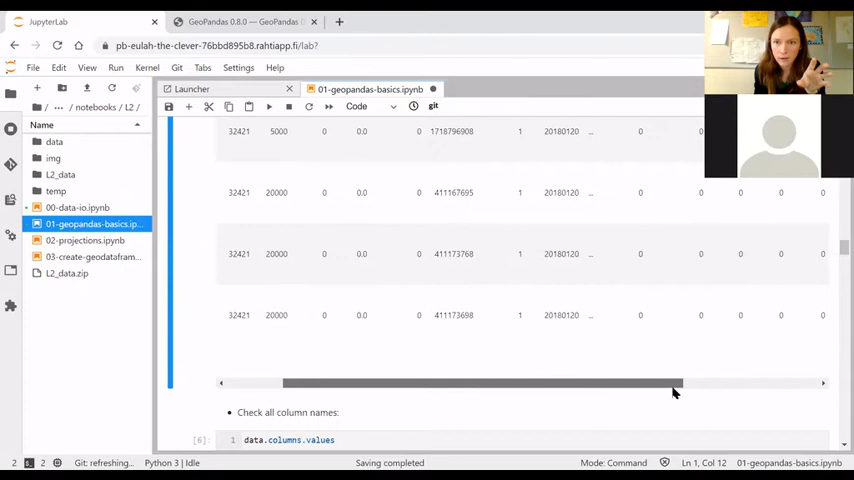 JupyterLab
GeoPandas 0.8.0 — GeoPandas
pb-eulah-the-clever-76bbd895b8.rahtiapp.fi/lab?
File Edit View Run Kernel Git Tabs Settings Help
Launcher
01-geopandas-basics.ipynb
Code
git
/ ... / notebooks / L2 /
Name
data
img
L2_data
temp
00-data-io.ipynb
01-geopandas-basics.ip...
02-projections.ipynb
03-create-geodatafram...
L2_data.zip
32421 5000 0 0.0 0 1718796908 1 20180120 ... 0 0 0 0
32421 20000 0 0.0 0 411167695 1 20180120 ... 0 0 0 0
32421 20000 0 0.0 0 411173768 1 20180120 ... 0 0 0 0
32421 20000 0 0.0 0 411173698 1 20180120 ... 0 0 0 0
• Check all column names:
[6]: 1 data.columns.values
2 2 Git: refreshing... Python 3 | Idle Saving completed Mode: Command Ln 1, Col 12 01-geopandas-basics.ipynb